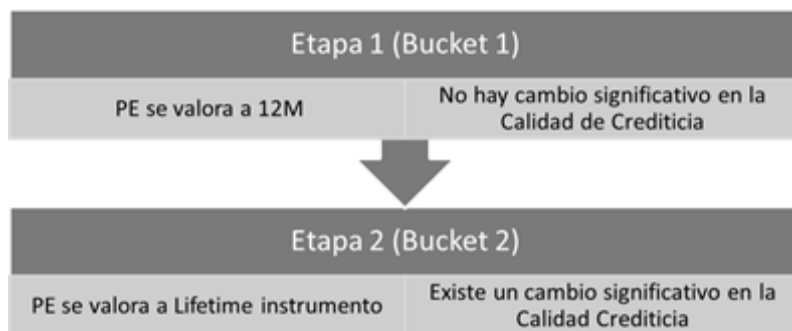 Etapa 1 (Bucket 1)
PE se valora a 12M
No hay cambio significativo en la
Calidad de Crediticia
Etapa 2 (Bucket 2)
PE se valora a Lifetime instrumento
Existe un cambio significativo en la
Calidad Crediticia